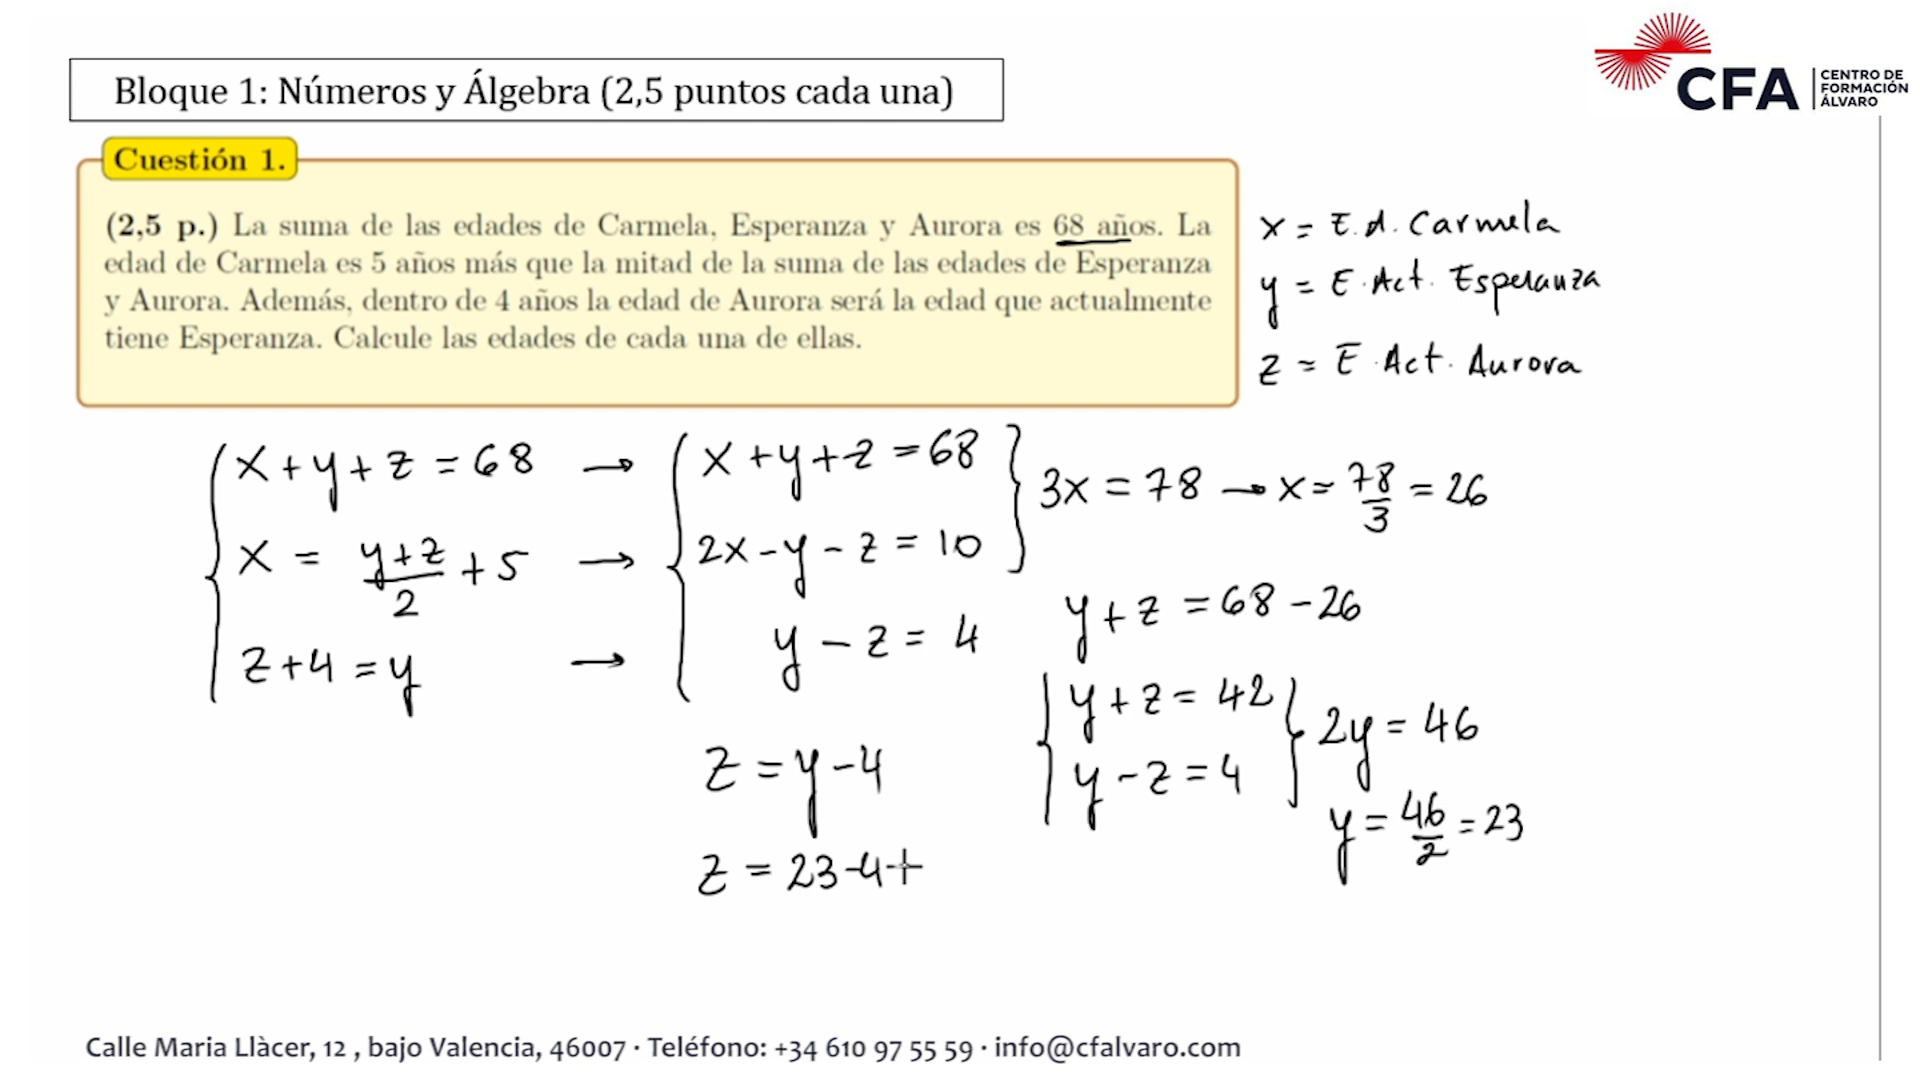 Bloque 1: Números y Álgebra (2,5 puntos cada una)
CFA
CENTRO DE
FORMACIÓN
ÁLVARO
Cuestión 1.
(2,5 p.) La suma de las edades de Carmela, Esperanza y Aurora es 68 años. La
edad de Carmela es 5 años más que la mitad de la suma de las edades de Esperanza
y Aurora. Además, dentro de 4 años la edad de Aurora será la edad que actualmente
tiene Esperanza. Calcule las edades de cada una de ellas.
x = E. A. Carmela
y = E. Act. Esperanza
z = E. Act. Aurora
x + y + z = 68 →
x = (y + z)/2 + 5 →
z + 4 = y →
x + y + z = 68
2x - y - z = 10
y - z = 4
z = y - 4
z = 23 - 4 +
3x = 78 → x = 78/3 = 26
y + z = 68 - 26
y + z = 42
y - z = 4
2y = 46
y = 46/2 = 23
Calle Maria Llàcer, 12 , bajo Valencia, 46007 · Teléfono: +34 610 97 55 59 · info@cfalvaro.com